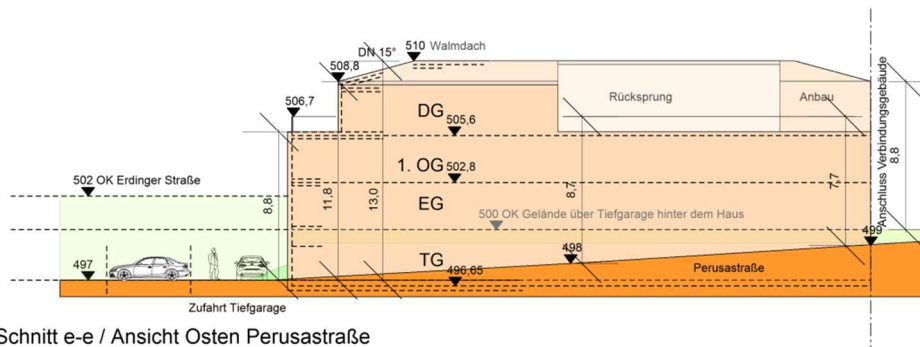 DN 15°
510 Walmdach
508,8
506,7
DG
505,6
Rücksprung
Anbau
Anschluss Verbindungsgebäude
8,8
1. OG
502,8
502 OK Erdinger Straße
EG
8,8
11,8
13,0
8,7
7,7
500 OK Gelände über Tiefgarage hinter dem Haus
499
498
497
TG
496,65
Perusastraße
Zufahrt Tiefgarage
Schnitt e-e / Ansicht Osten Perusastraße